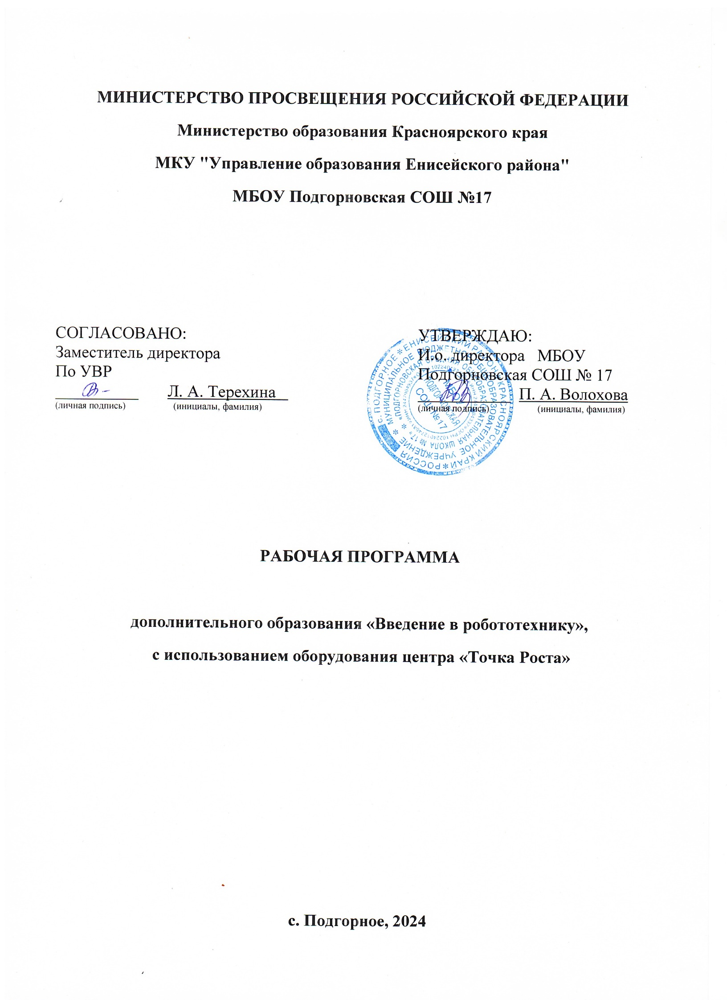 МИНИСТЕРСТВО ПРОСВЕЩЕНИЯ РОССИЙСКОЙ ФЕДЕРАЦИИ
Министерство образования Красноярского края
МКУ "Управление образования Енисейского района"
МБОУ Подгорновская СОШ №17
СОГЛАСОВАНО:
Заместитель директора
По УВР
Л. А. Терехина
(личная подпись) (инициалы, фамилия)
УТВЕРЖДАЮ:
И.о. директора МБОУ
Подгорновская СОШ № 17
П. А. Волохова
(личная подпись) (инициалы, фамилия)
РОССИЯ * КРАСНОЯРСКИЙ КРАЙ * ЕНИСЕЙСКИЙ РАЙОН * с. ПОДГОРНОЕ
МУНИЦИПАЛЬНОЕ БЮДЖЕТНОЕ ОБЩЕОБРАЗОВАТЕЛЬНОЕ УЧРЕЖДЕНИЕ
«ПОДГОРНОВСКАЯ СРЕДНЯЯ ОБЩЕОБРАЗОВАТЕЛЬНАЯ ШКОЛА № 17»
МБОУ
ПОДГОРНОВСКАЯ
СОШ №17
РАБОЧАЯ ПРОГРАММА
дополнительного образования «Введение в робототехнику»,
с использованием оборудования центра «Точка Роста»
с. Подгорное, 2024